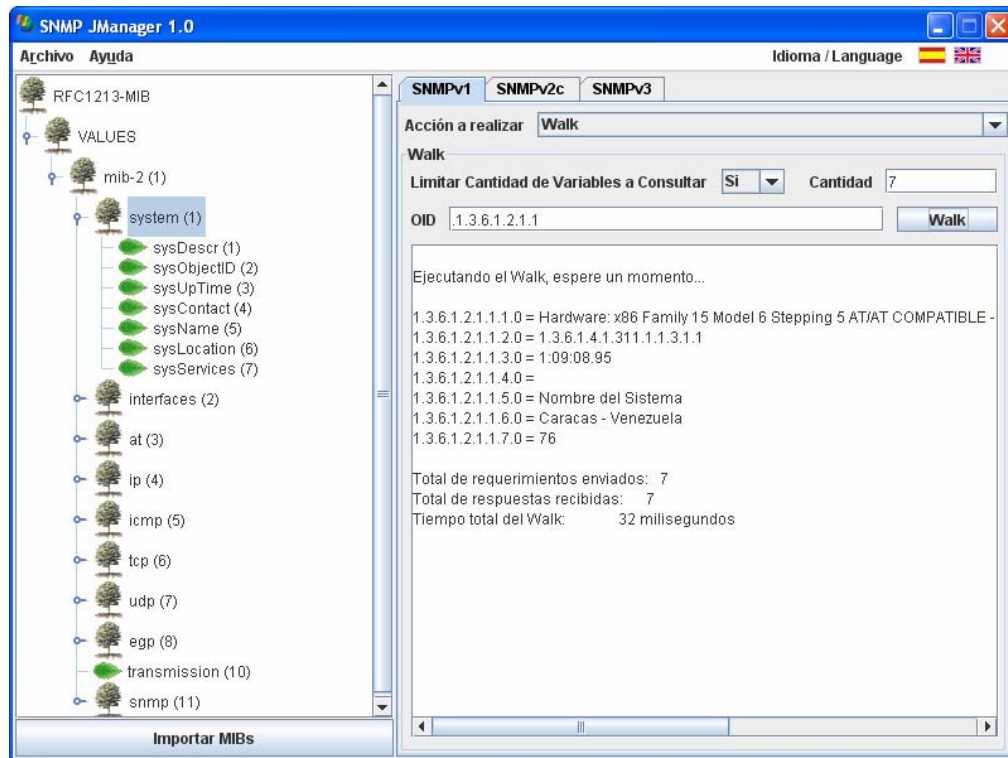 SNMP JManager 1.0
Archivo Ayuda
Idioma / Language
RFC1213-MIB
VALUES
mib-2 (1)
system (1)
sysDescr (1)
sysObjectID (2)
sysUpTime (3)
sysContact (4)
sysName (5)
sysLocation (6)
sysServices (7)
interfaces (2)
at (3)
ip (4)
icmp (5)
tcp (6)
udp (7)
egp (8)
transmission (10)
snmp (11)
Importar MIBs
SNMPv1 SNMPv2c SNMPv3
Acción a realizar Walk
Walk
Limitar Cantidad de Variables a Consultar Si Cantidad 7
OID .1.3.6.1.2.1.1 Walk
Ejecutando el Walk, espere un momento...
1.3.6.1.2.1.1.1.0 = Hardware: x86 Family 15 Model 6 Stepping 5 AT/AT COMPATIBLE -
1.3.6.1.2.1.1.2.0 = 1.3.6.1.4.1.311.1.1.3.1.1
1.3.6.1.2.1.1.3.0 = 1:09:08.95
1.3.6.1.2.1.1.4.0 =
1.3.6.1.2.1.1.5.0 = Nombre del Sistema
1.3.6.1.2.1.1.6.0 = Caracas - Venezuela
1.3.6.1.2.1.1.7.0 = 76
Total de requerimientos enviados: 7
Total de respuestas recibidas: 7
Tiempo total del Walk: 32 milisegundos